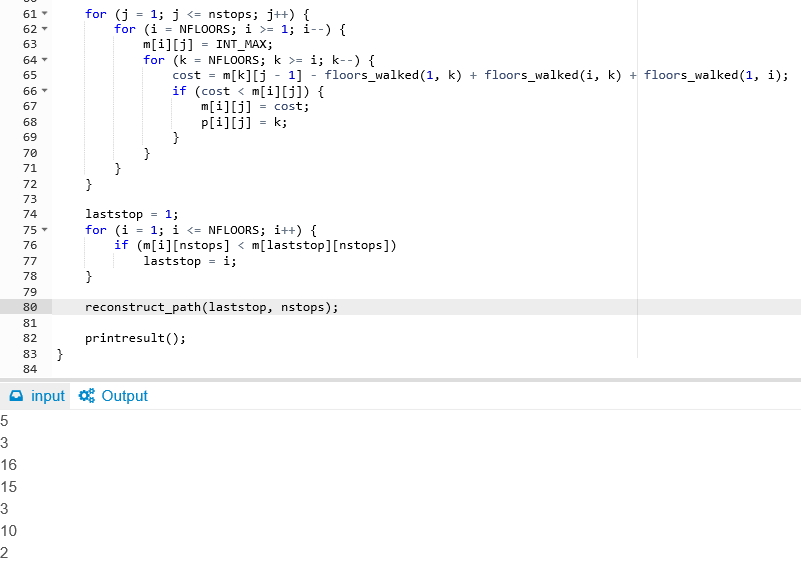 61 for (j = 1; j <= nstops; j++) {
62 for (i = NFLOORS; i >= 1; i--) {
63 m[i][j] = INT_MAX;
64 for (k = NFLOORS; k >= i; k--) {
65 cost = m[k][j - 1] - floors_walked(1, k) + floors_walked(i, k) + floors_walked(1, i);
66 if (cost < m[i][j]) {
67 m[i][j] = cost;
68 p[i][j] = k;
69 }
70 }
71 }
72 }
73
74 laststop = 1;
75 for (i = 1; i <= NFLOORS; i++) {
76 if (m[i][nstops] < m[laststop][nstops])
77 laststop = i;
78 }
79
80 reconstruct_path(laststop, nstops);
81
82 printresult();
83 }
84
input Output
5
3
16
15
3
10
2